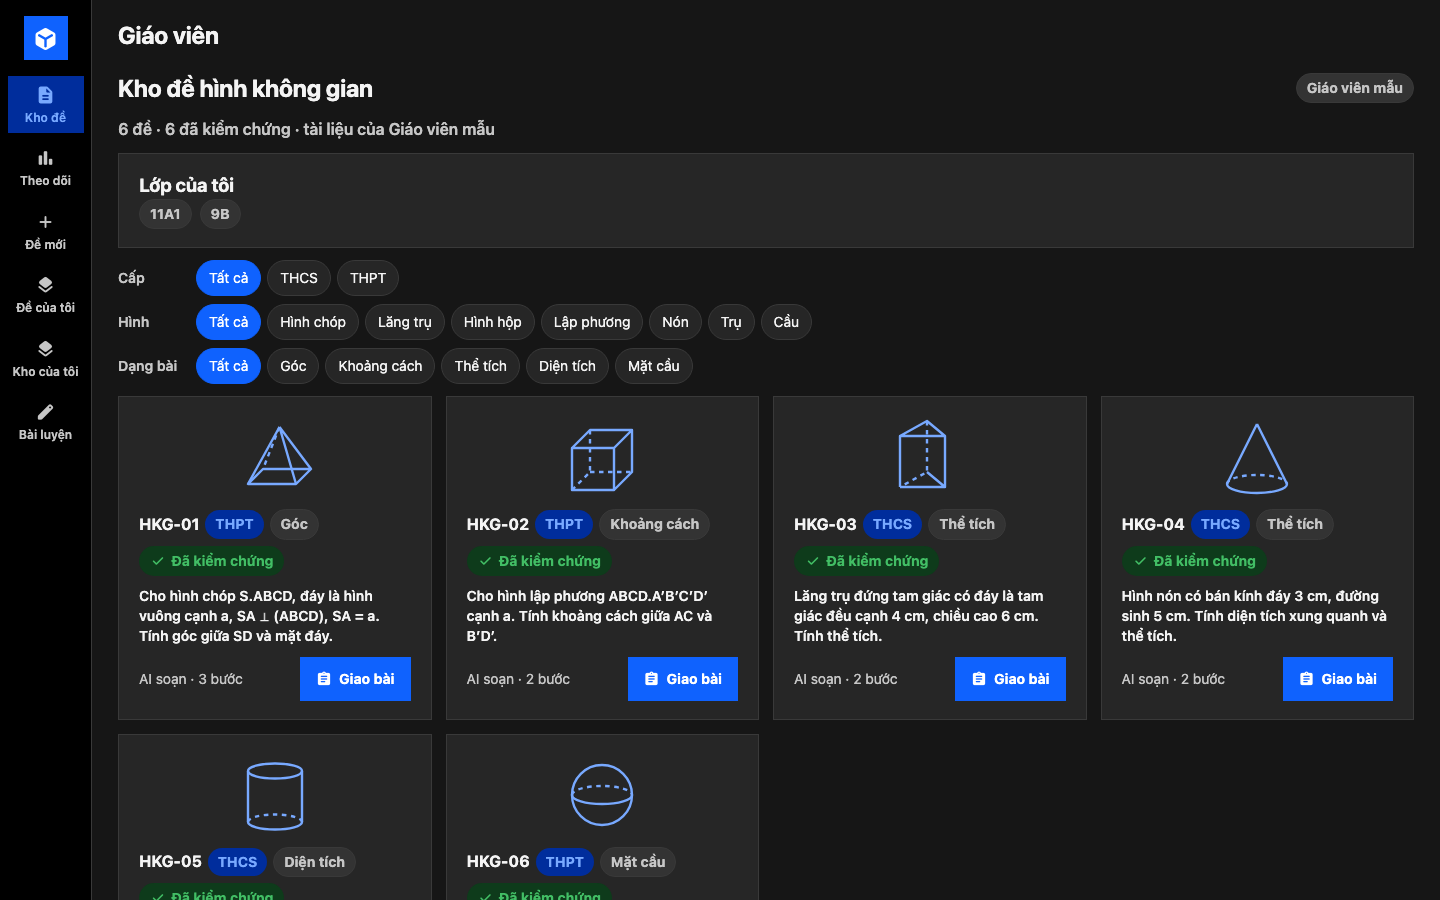 Giáo viên
Kho đề
Theo dõi
Đề mới
Đề của tôi
Kho của tôi
Bài luyện
Kho đề hình không gian
Giáo viên mẫu
6 đề · 6 đã kiểm chứng · tài liệu của Giáo viên mẫu
Lớp của tôi
11A1 9B
Cấp Tất cả THCS THPT
Hình Tất cả Hình chóp Lăng trụ Hình hộp Lập phương Nón Trụ Cầu
Dạng bài Tất cả Góc Khoảng cách Thể tích Diện tích Mặt cầu
HKG-01 THPT Góc
Đã kiểm chứng
Cho hình chóp S.ABCD, đáy là hình
vuông cạnh a, SA ⊥ (ABCD), SA = a.
Tính góc giữa SD và mặt đáy.
AI soạn · 3 bước Giao bài
HKG-02 THPT Khoảng cách
Đã kiểm chứng
Cho hình lập phương ABCD.A’B’C’D’
cạnh a. Tính khoảng cách giữa AC và
B’D’.
AI soạn · 2 bước Giao bài
HKG-03 THCS Thể tích
Đã kiểm chứng
Lăng trụ đứng tam giác có đáy là tam
giác đều cạnh 4 cm, chiều cao 6 cm.
Tính thể tích.
AI soạn · 2 bước Giao bài
HKG-04 THCS Thể tích
Đã kiểm chứng
Hình nón có bán kính đáy 3 cm, đường
sinh 5 cm. Tính diện tích xung quanh và
thể tích.
AI soạn · 2 bước Giao bài
HKG-05 THCS Diện tích
Đã kiểm chứng
HKG-06 THPT Mặt cầu
Đã kiểm chứng